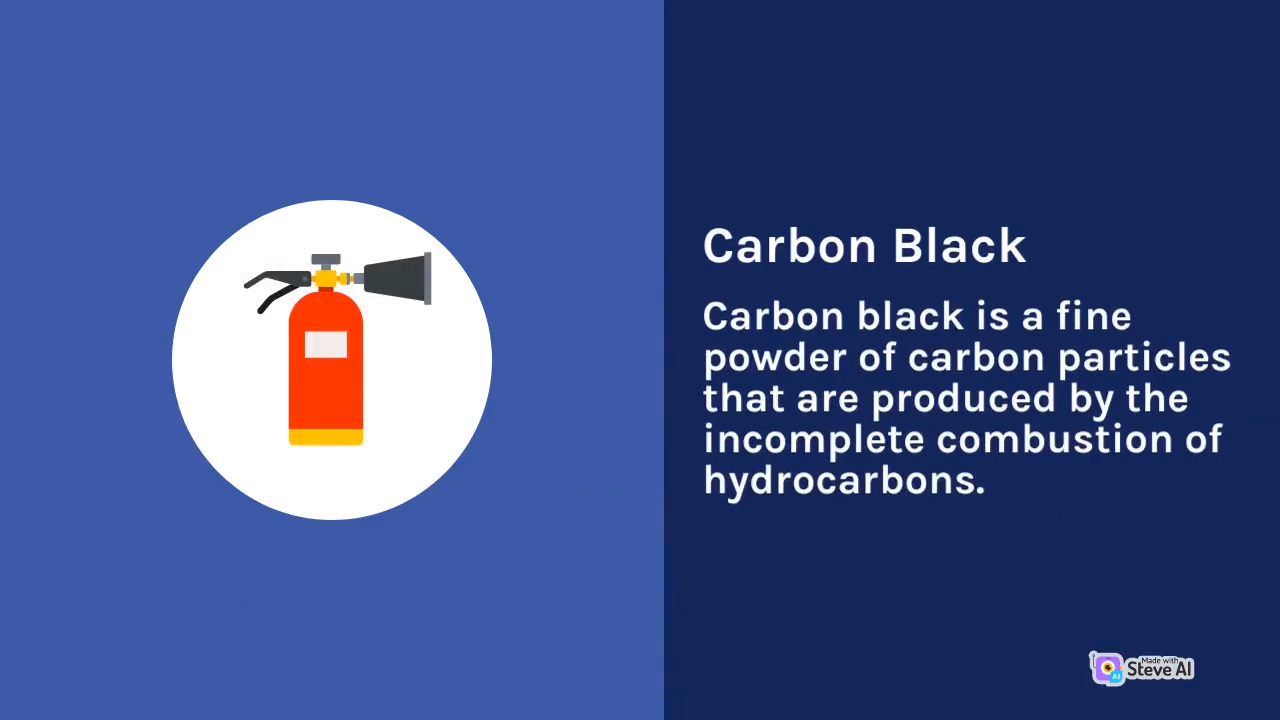 Carbon Black
Carbon black is a fine
powder of carbon particles
that are produced by the
incomplete combustion of
hydrocarbons.
Made with
Steve AI
AI